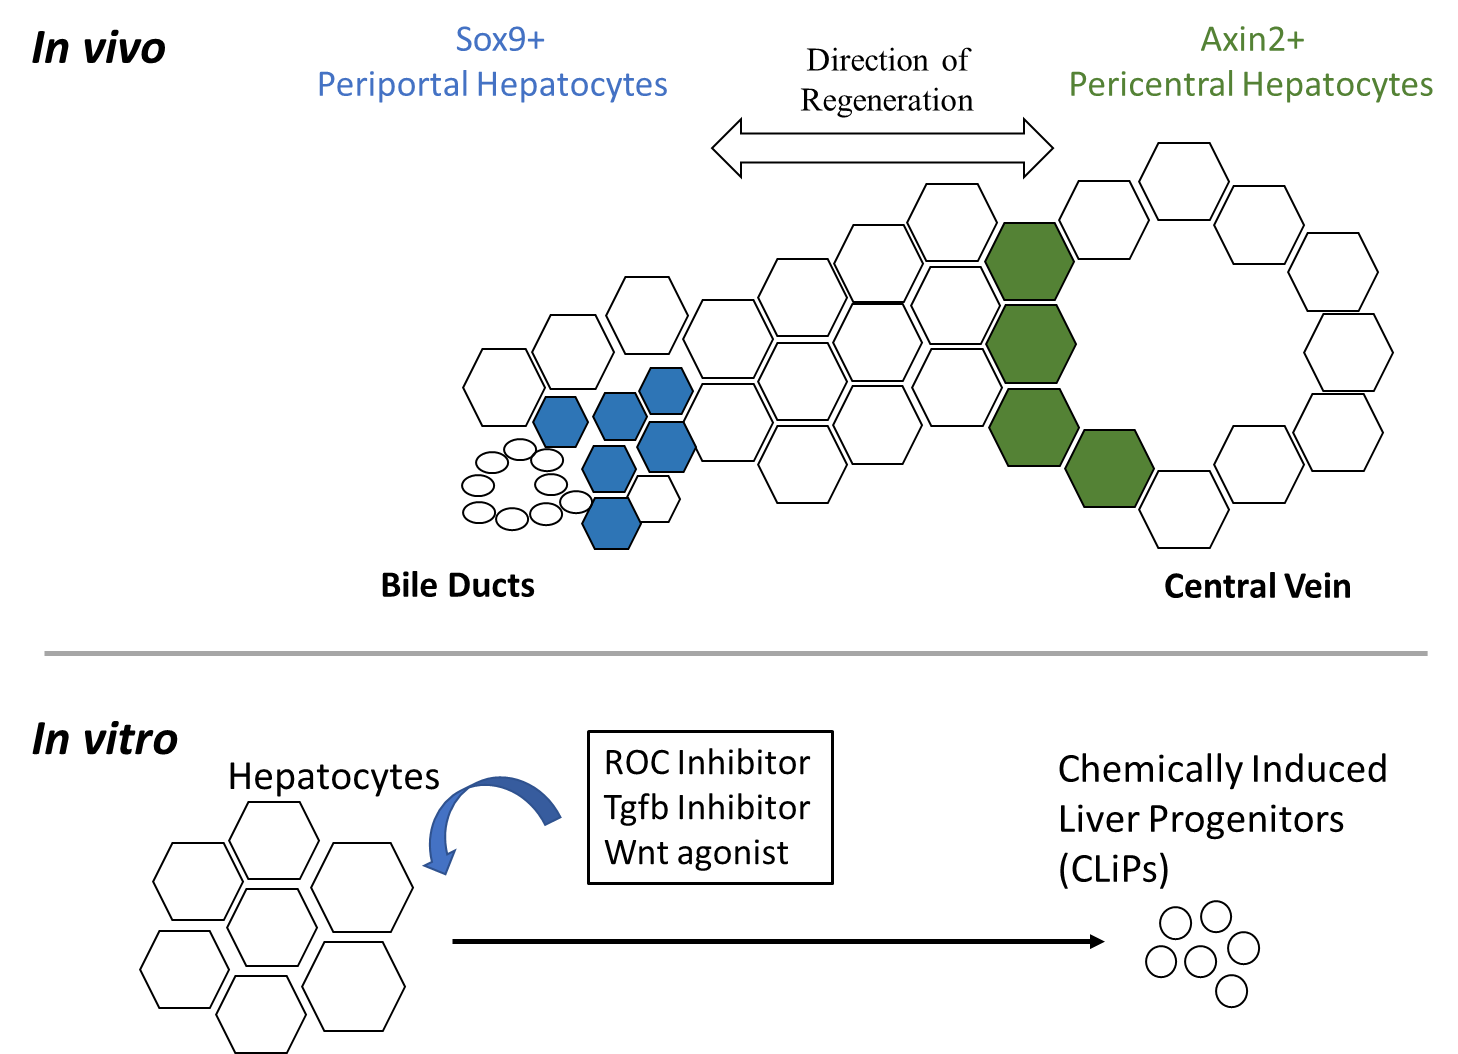 In vivo
Sox9+
Periportal Hepatocytes
Direction of
Regeneration
Axin2+
Pericentral Hepatocytes
Bile Ducts
Central Vein
In vitro
Hepatocytes
ROC Inhibitor
Tgfb Inhibitor
Wnt agonist
Chemically Induced
Liver Progenitors
(CLiPs)